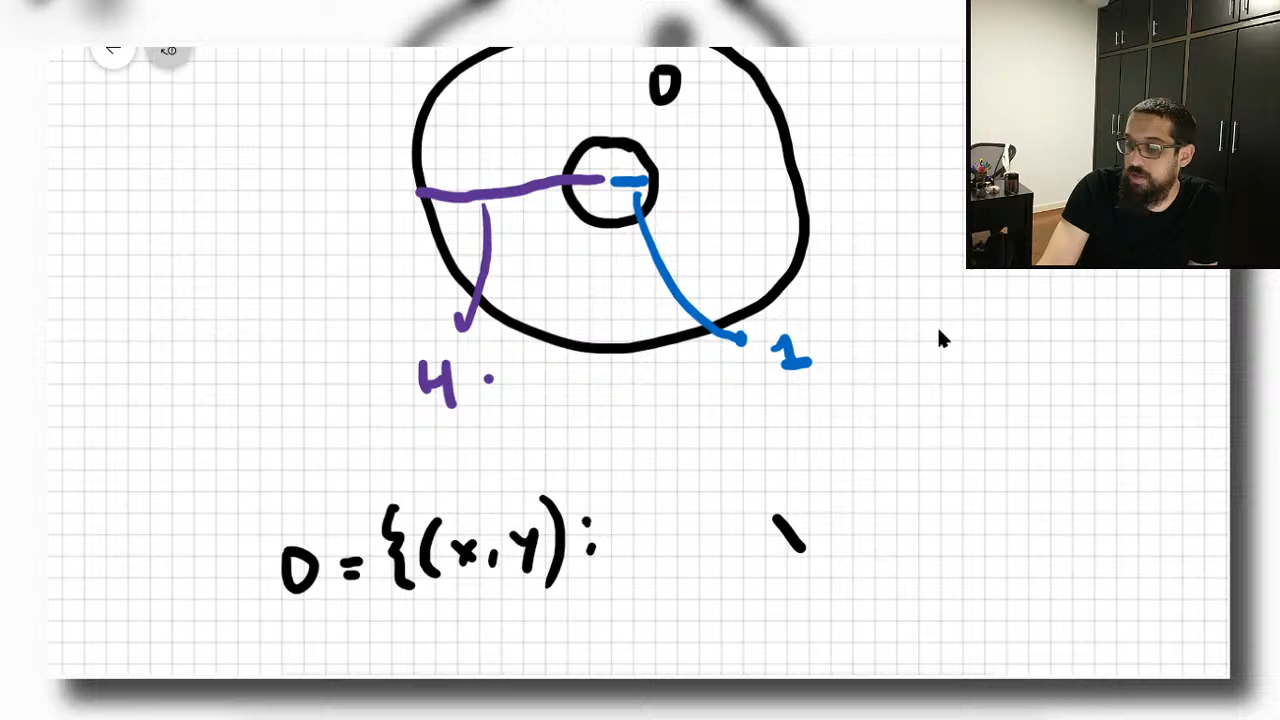 D
4
1
D = {(x, y) :